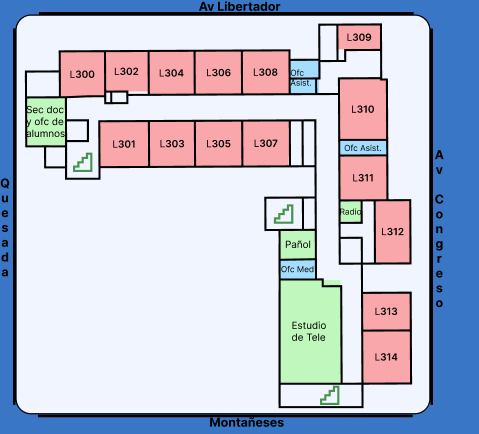 Av Libertador
L309
L300
L302
L304
L306
L308
Ofc
Asist.
L310
Sec doc
y ofc de
alumnos
L301
L303
L305
L307
Ofc Asist.
L311
Av Congreso
Quesada
Radio
L312
Pañol
Ofc Med
Estudio
de Tele
L313
L314
Montañeses